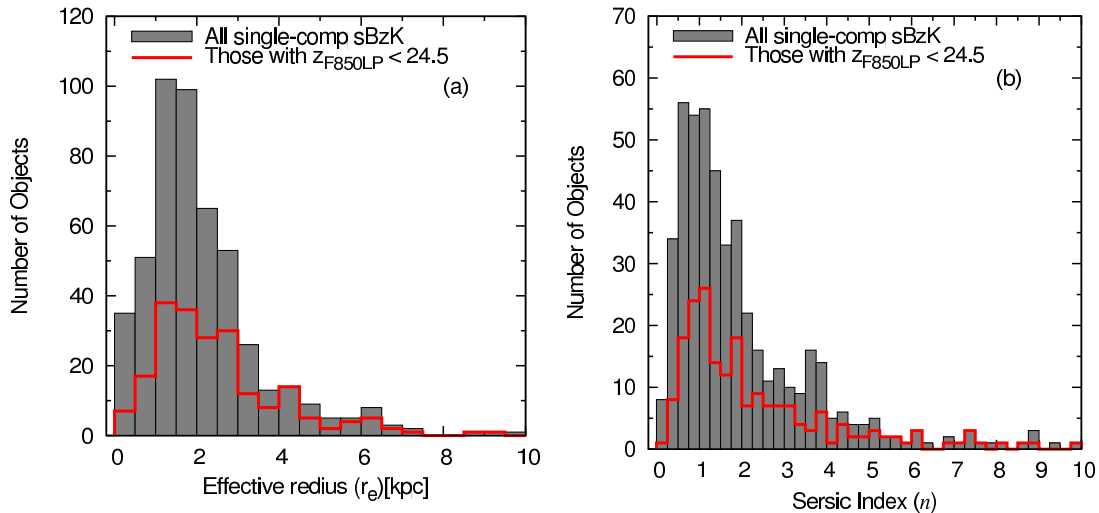 120
100
80
60
40
20
0
0 2 4 6 8 10
Number of Objects
Effective redius (r_e)[kpc]
All single-comp sBzK
Those with z_F850LP < 24.5
(a)
70
60
50
40
30
20
10
0
0 1 2 3 4 5 6 7 8 9 10
Number of Objects
Sersic Index (n)
All single-comp sBzK
Those with z_F850LP < 24.5
(b)